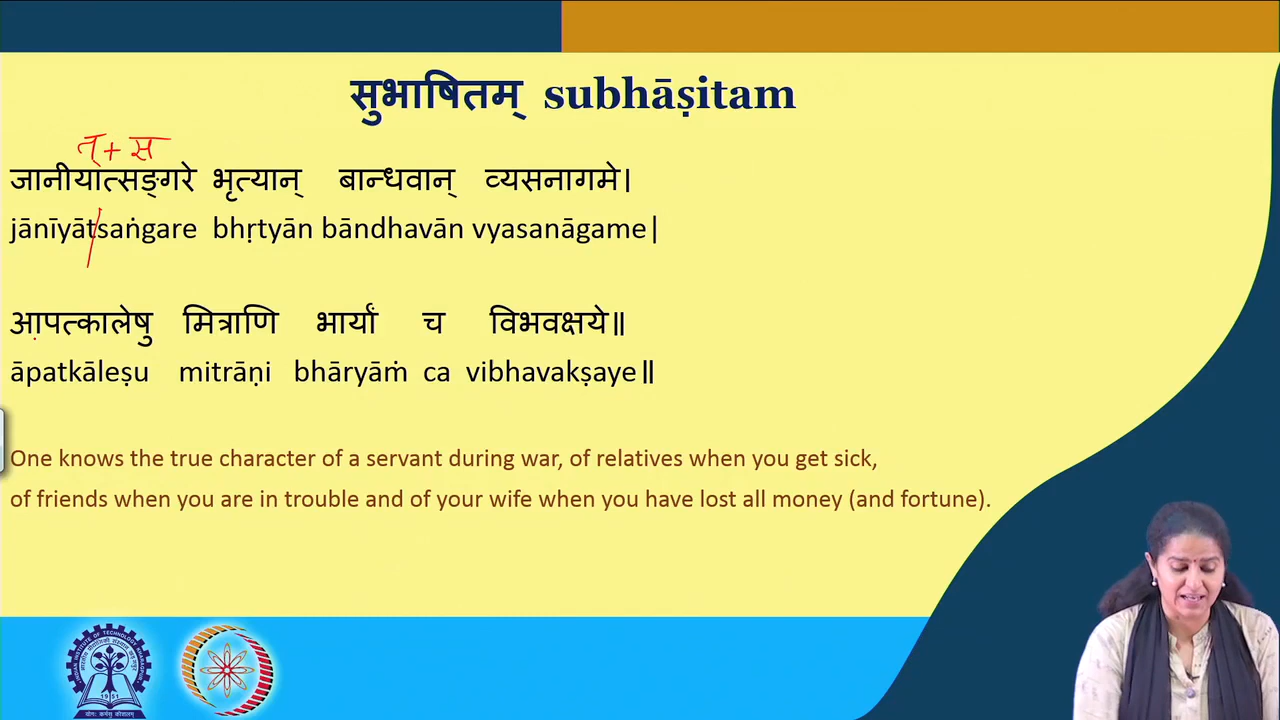 सुभाषितम् subhāṣitam
त् + स
जानीयात्सङ्गरे भृत्यान् बान्धवान् व्यसनागमे।
jānīyātsaṅgare bhṛtyān bāndhavān vyasanāgame|
आपत्कालेषु मित्राणि भार्यां च विभवक्षये॥
āpatkāleṣu mitrāṇi bhāryāṁ ca vibhavakṣaye॥
One knows the true character of a servant during war, of relatives when you get sick,
of friends when you are in trouble and of your wife when you have lost all money (and fortune).
1951